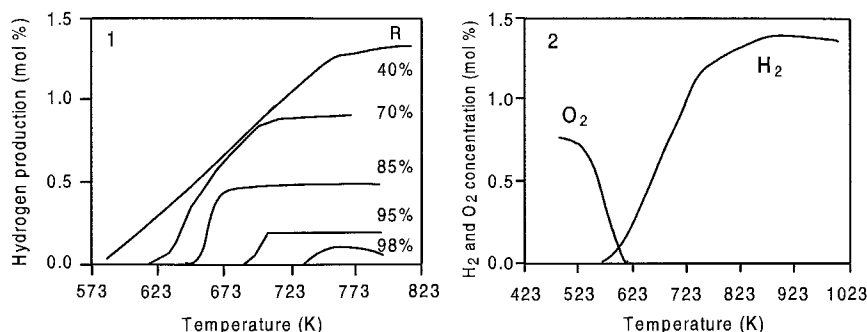 1
R
40%
70%
85%
95%
98%
1.5
1.0
0.5
0.0
573 623 673 723 773 823
Temperature (K)
Hydrogen production (mol %)
2
H2
O2
1.5
1.0
0.5
0.0
423 523 623 723 823 923 1023
Temperature (K)
H2 and O2 concentration (mol %)